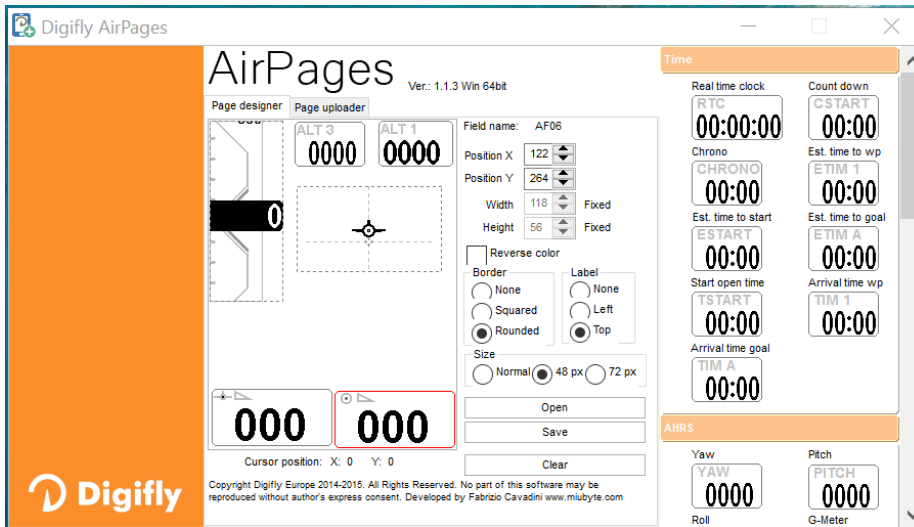 Digifly AirPages
AirPages
Ver.: 1.1.3 Win 64bit
Page designer
Page uploader
ALT 3
0000
ALT 1
0000
0
000
000
Cursor position: X: 0 Y: 0
Field name: AF06
Position X 122
Position Y 264
Width 118 Fixed
Height 56 Fixed
Reverse color
Border
None
Squared
Rounded
Label
None
Left
Top
Size
Normal 48 px 72 px
Open
Save
Clear
Copyright Digifly Europe 2014-2015. All Rights Reserved. No part of this software may be
reproduced without author's express consent. Developed by Fabrizio Cavadini www.miubyte.com
Digifly
Time
Real time clock
RTC
00:00:00
Count down
CSTART
00:00
Chrono
CHRONO
00:00
Est. time to wp
ETIM 1
00:00
Est. time to start
ESTART
00:00
Est. time to goal
ETIM A
00:00
Start open time
TSTART
00:00
Arrival time wp
TIM 1
00:00
Arrival time goal
TIM A
00:00
AHRS
Yaw
YAW
0000
Pitch
PITCH
0000
Roll
G-Meter